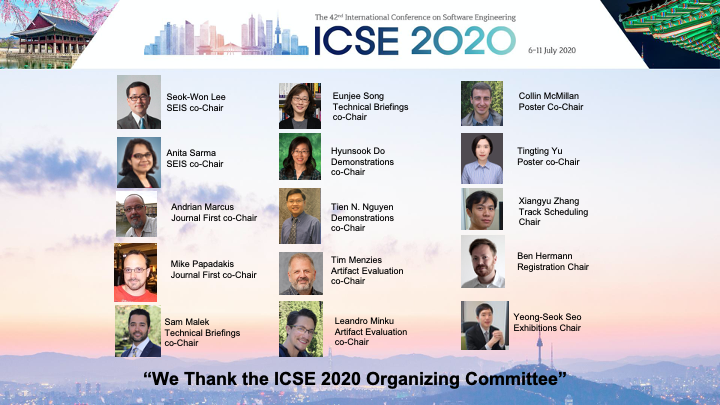 The 42nd International Conference on Software Engineering
ICSE 2020
6-11 July 2020
Seok-Won Lee
SEIS co-Chair
Anita Sarma
SEIS co-Chair
Andrian Marcus
Journal First co-Chair
Mike Papadakis
Journal First co-Chair
Sam Malek
Technical Briefings
co-Chair
Eunjee Song
Technical Briefings
co-Chair
Hyunsook Do
Demonstrations
co-Chair
Tien N. Nguyen
Demonstrations
co-Chair
Tim Menzies
Artifact Evaluation
co-Chair
Leandro Minku
Artifact Evaluation
co-Chair
Collin McMillan
Poster Co-Chair
Tingting Yu
Poster co-Chair
Xiangyu Zhang
Track Scheduling
Chair
Ben Hermann
Registration Chair
Yeong-Seok Seo
Exhibitions Chair
“We Thank the ICSE 2020 Organizing Committee”